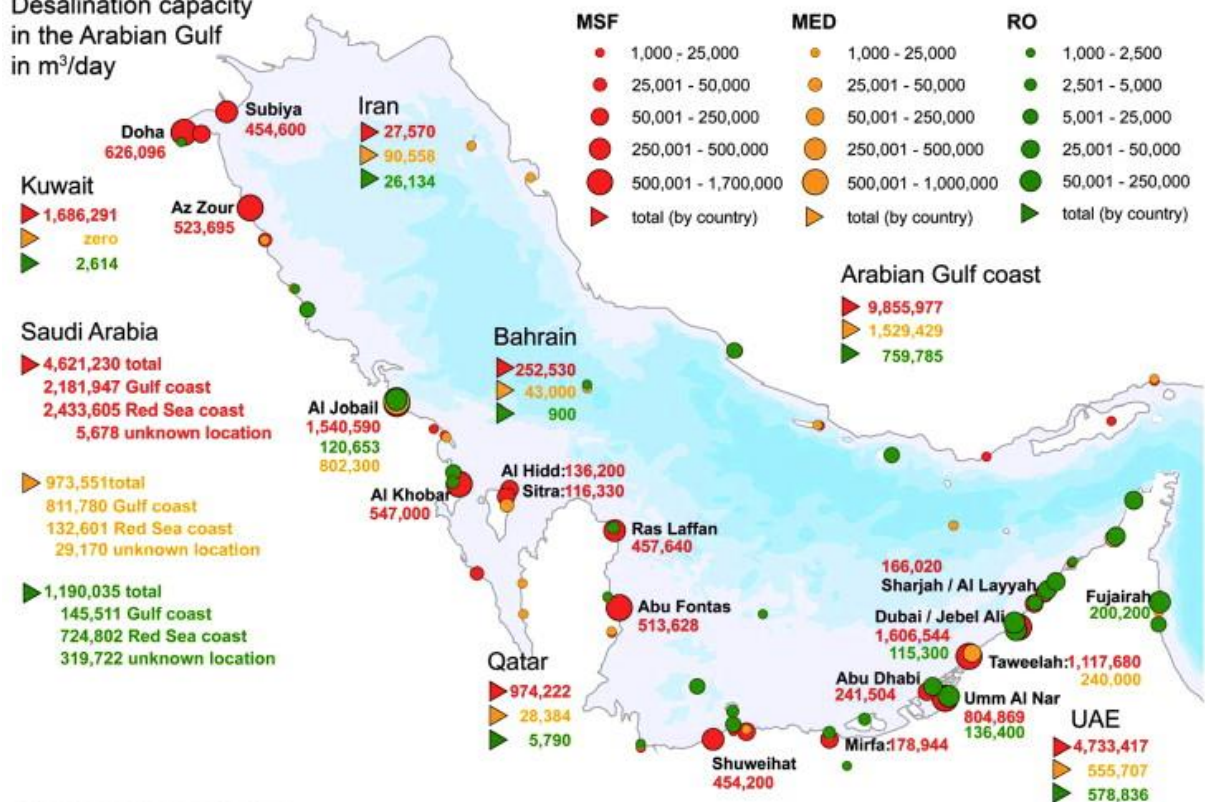 Desalination capacity
in the Arabian Gulf
in m³/day
MSF
1,000 - 25,000
25,001 - 50,000
50,001 - 250,000
250,001 - 500,000
500,001 - 1,700,000
total (by country)
MED
1,000 - 25,000
25,001 - 50,000
50,001 - 250,000
250,001 - 500,000
500,001 - 1,000,000
total (by country)
RO
1,000 - 2,500
2,501 - 5,000
5,001 - 25,000
25,001 - 50,000
50,001 - 250,000
total (by country)
Subiya
454,600
Doha
626,096
Iran
27,570
90,558
26,134
Kuwait
1,686,291
zero
2,614
Az Zour
523,695
Arabian Gulf coast
9,855,977
1,529,429
759,785
Saudi Arabia
4,621,230 total
2,181,947 Gulf coast
2,433,605 Red Sea coast
5,678 unknown location
973,551total
811,780 Gulf coast
132,601 Red Sea coast
29,170 unknown location
1,190,035 total
145,511 Gulf coast
724,802 Red Sea coast
319,722 unknown location
Bahrain
252,530
43,000
900
Al Jobail
1,540,590
120,653
802,300
Al Hidd:136,200
Sitra:116,330
Al Khobar
547,000
Ras Laffan
457,640
Abu Fontas
513,628
Qatar
974,222
28,384
5,790
166,020
Sharjah / Al Layyah
Fujairah
200,200
Dubai / Jebel Ali
1,606,544
115,300
Taweelah:1,117,680
240,000
Abu Dhabi
241,504
Umm Al Nar
804,869
136,400
Mirfa:178,944
Shuweihat
454,200
UAE
4,733,417
555,707
578,836